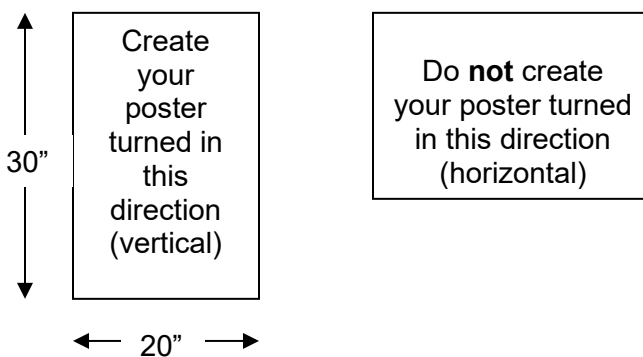 Create
your
poster
turned in
this
direction
(vertical)
30”
20”
Do not create
your poster turned
in this direction
(horizontal)